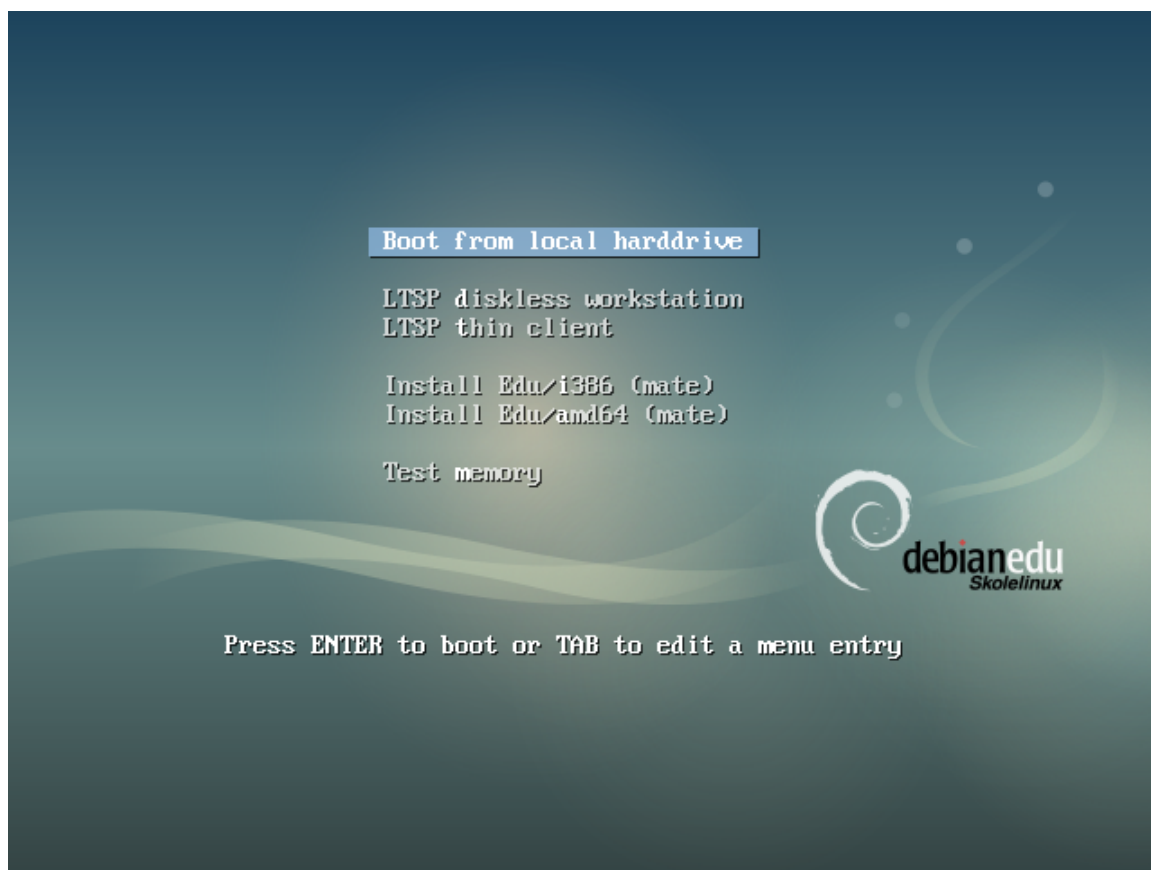 Boot from local harddrive
LTSP diskless workstation
LTSP thin client
Install Edu/i386 (mate)
Install Edu/amd64 (mate)
Test memory
debianedu
Skolelinux
Press ENTER to boot or TAB to edit a menu entry